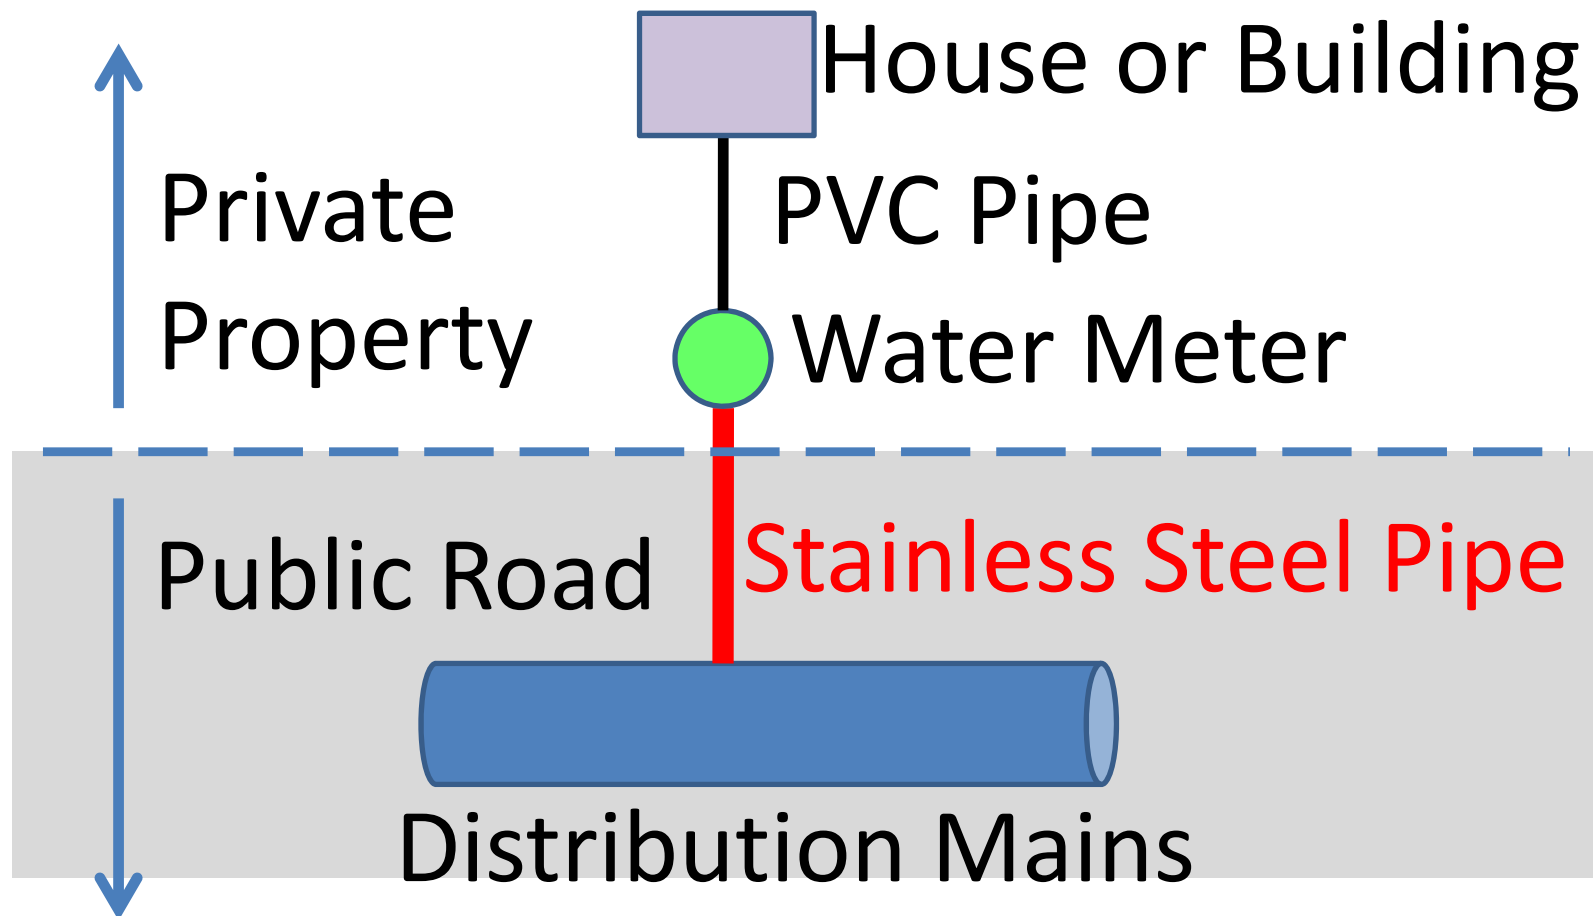 House or Building
Private
Property
PVC Pipe
Water Meter
Public Road
Stainless Steel Pipe
Distribution Mains